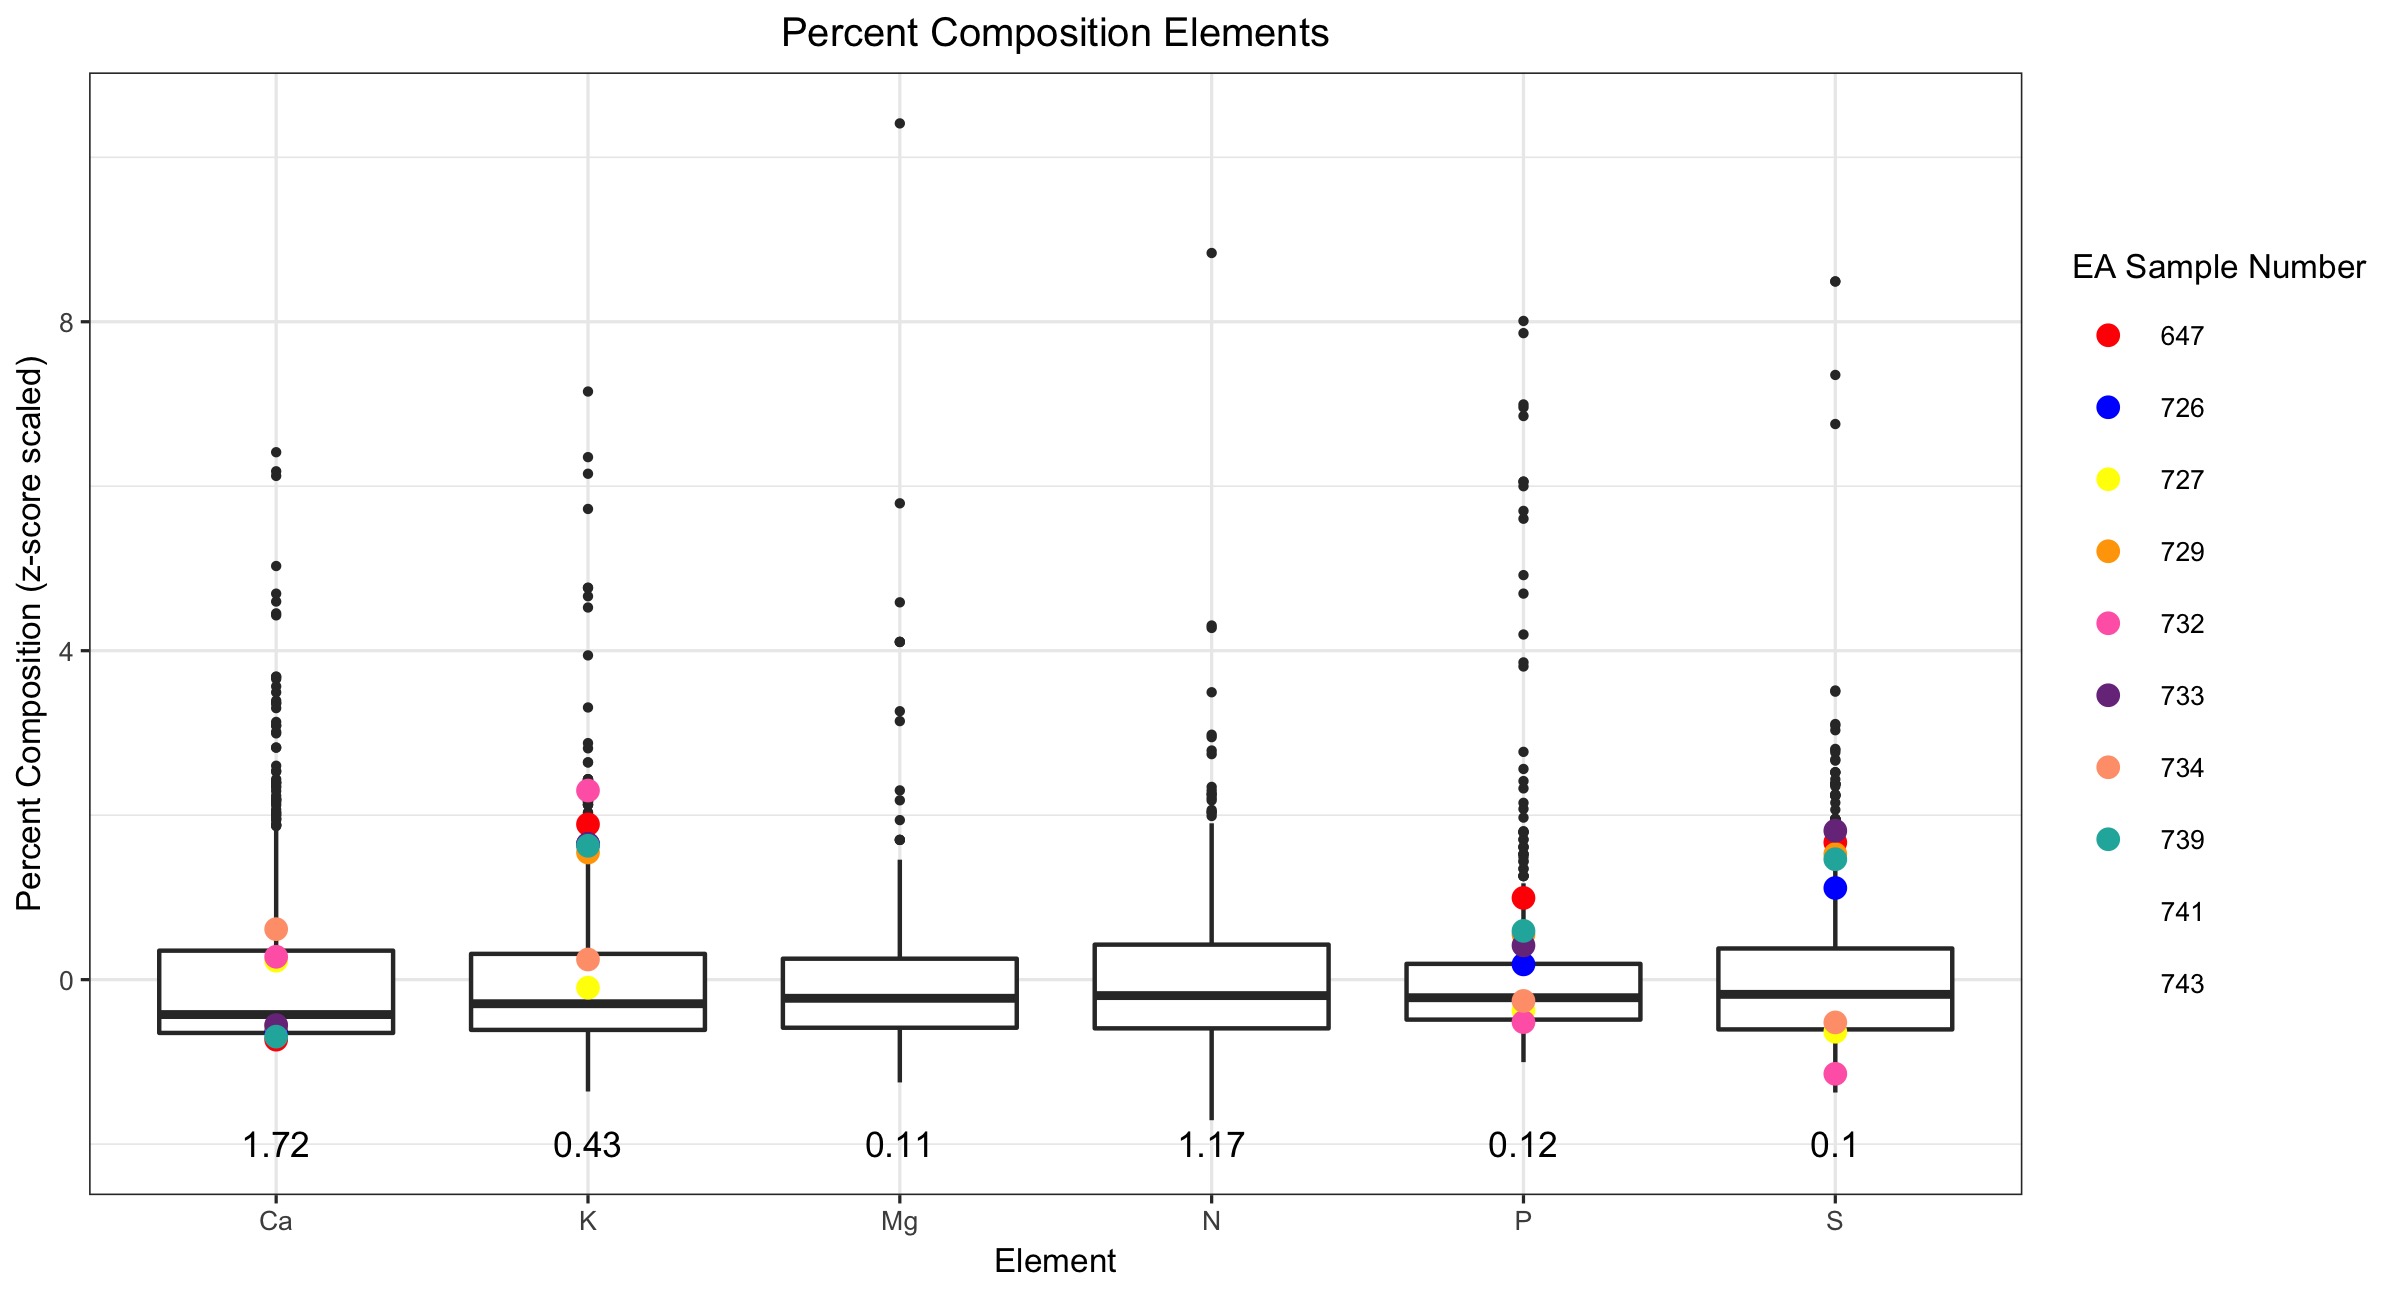 Percent Composition Elements
Percent Composition (z-score scaled)
8
4
0
1.72 0.43 0.11 1.17 0.12 0.1
Ca K Mg N P S
Element
EA Sample Number
647
726
727
729
732
733
734
739
741
743